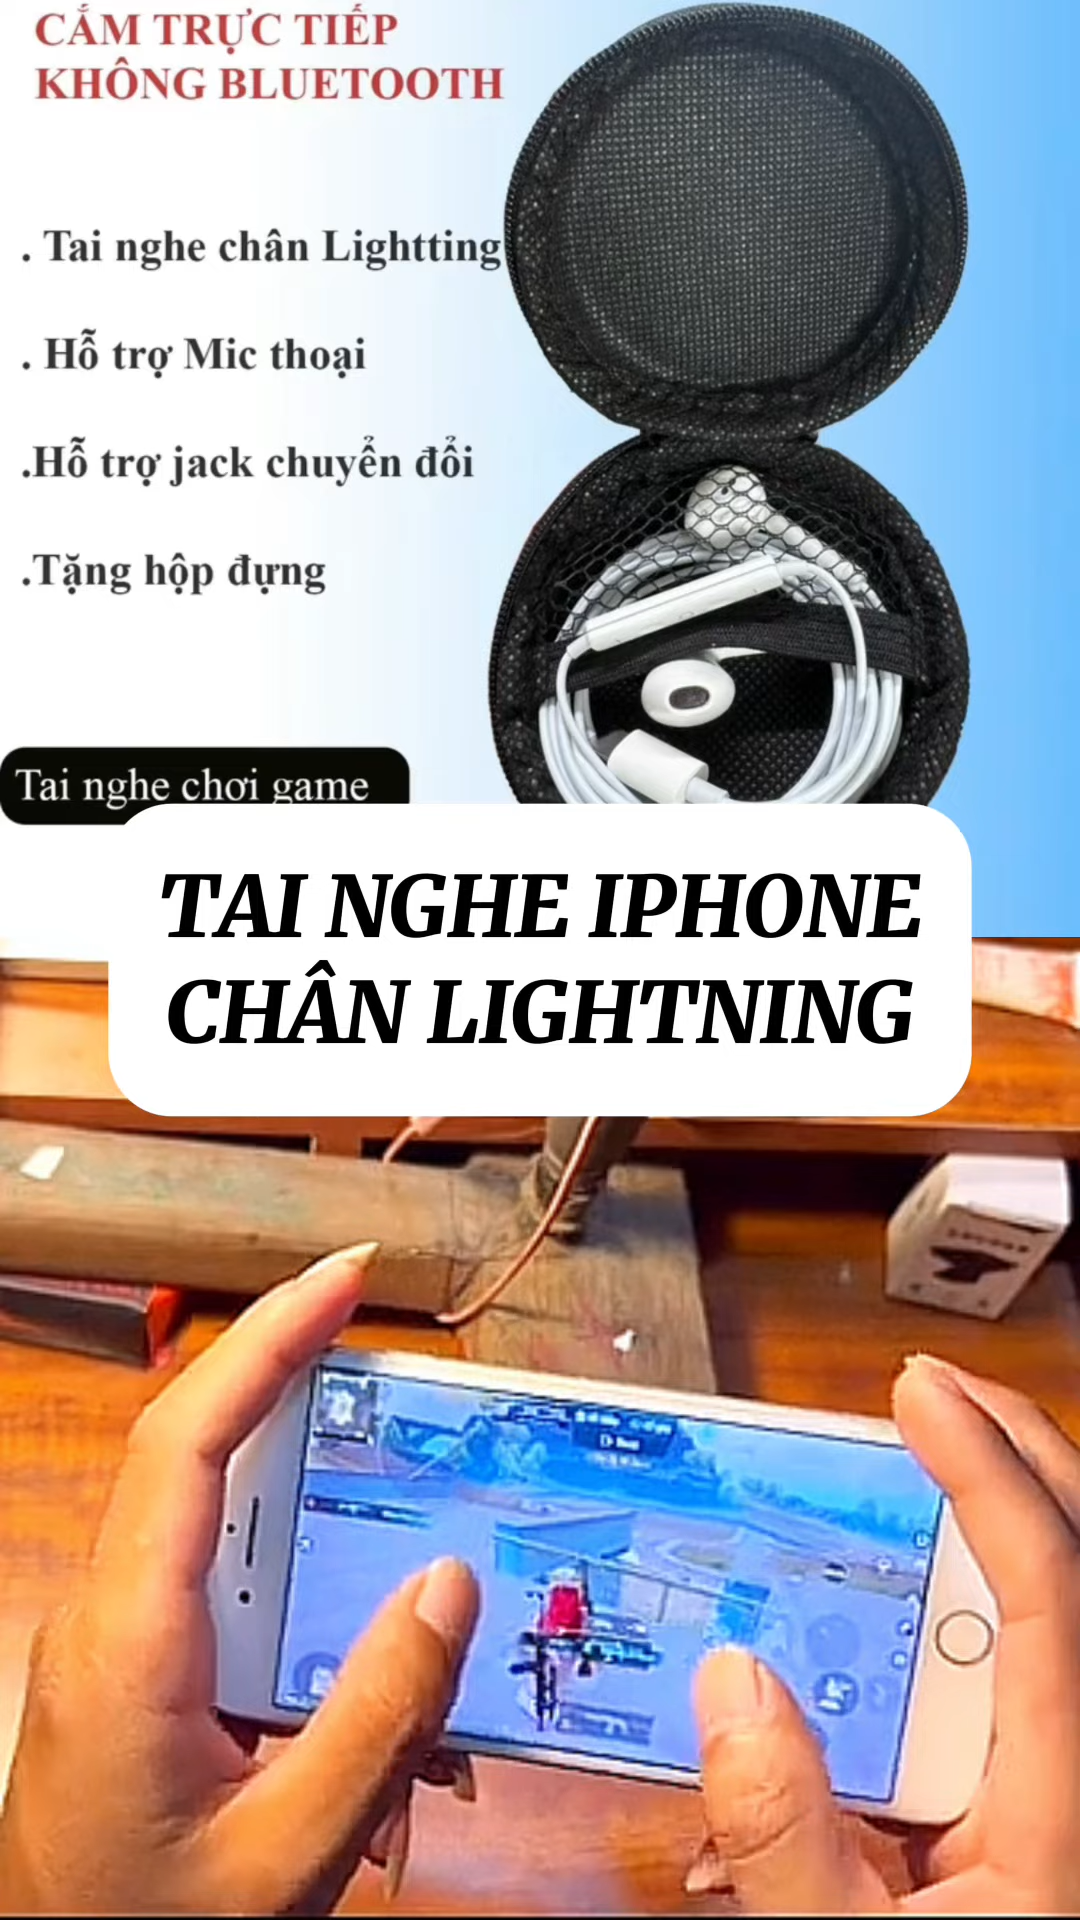 CẮM TRỰC TIẾP
KHÔNG BLUETOOTH
. Tai nghe chân Lightting
. Hỗ trợ Mic thoại
.Hỗ trợ jack chuyển đổi
.Tặng hộp đựng
Tai nghe chơi game
TAI NGHE IPHONE
CHÂN LIGHTNING